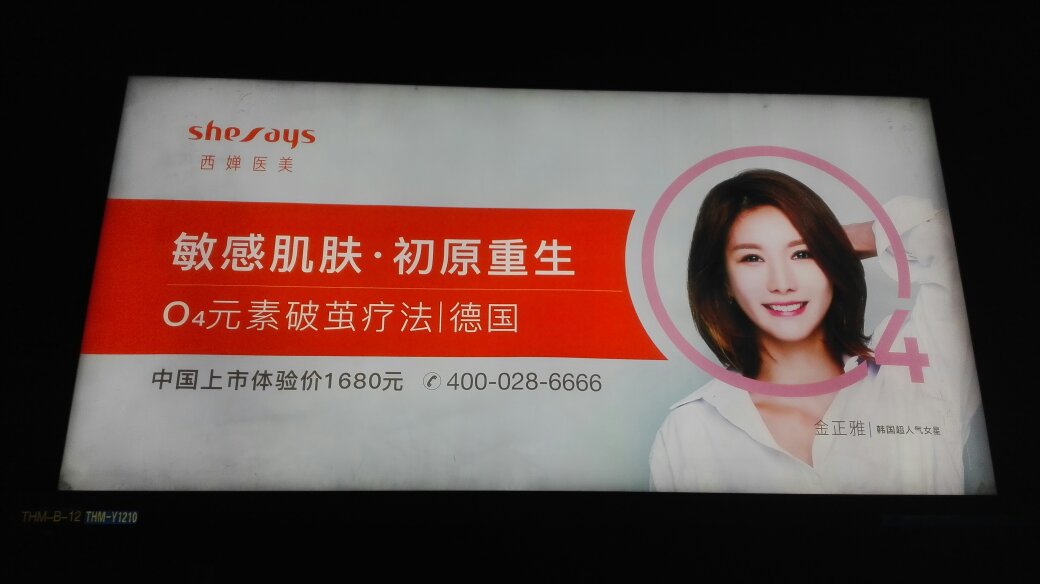 shesays
西婵医美
敏感肌肤·初原重生
O4元素破茧疗法|德国
中国上市体验价1680元 ✆400-028-6666
4
金正雅|韩国超人气女星
THM-B-12 THM-Y1210